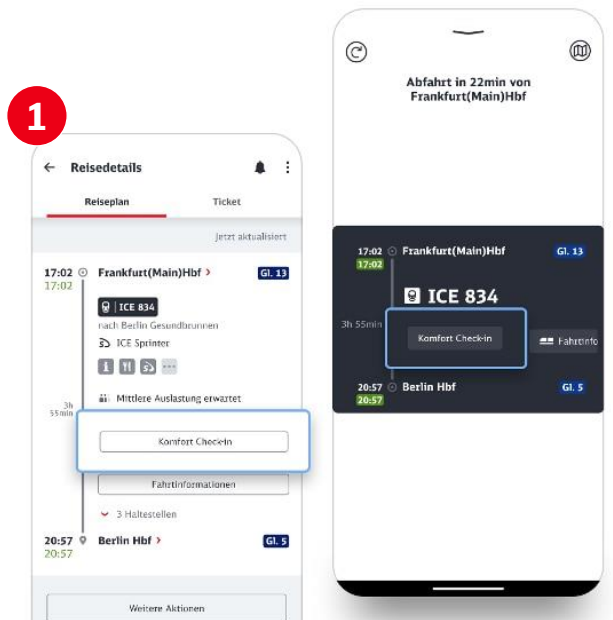 1
Reisedetails
Reiseplan Ticket
Jetzt aktualisiert
17:02 Frankfurt(Main)Hbf Gl. 13
17:02
ICE 834
nach Berlin Gesundbrunnen
ICE Sprinter
Mittlere Auslastung erwartet
3h
55min
Komfort Check-in
Fahrtinformationen
3 Haltestellen
20:57 Berlin Hbf Gl. 5
20:57
Weitere Aktionen
Abfahrt in 22min von
Frankfurt(Main)Hbf
17:02 Frankfurt(Main)Hbf Gl. 13
17:02
ICE 834
3h 55min
Komfort Check-in
Fahrtinfo
20:57 Berlin Hbf Gl. 5
20:57